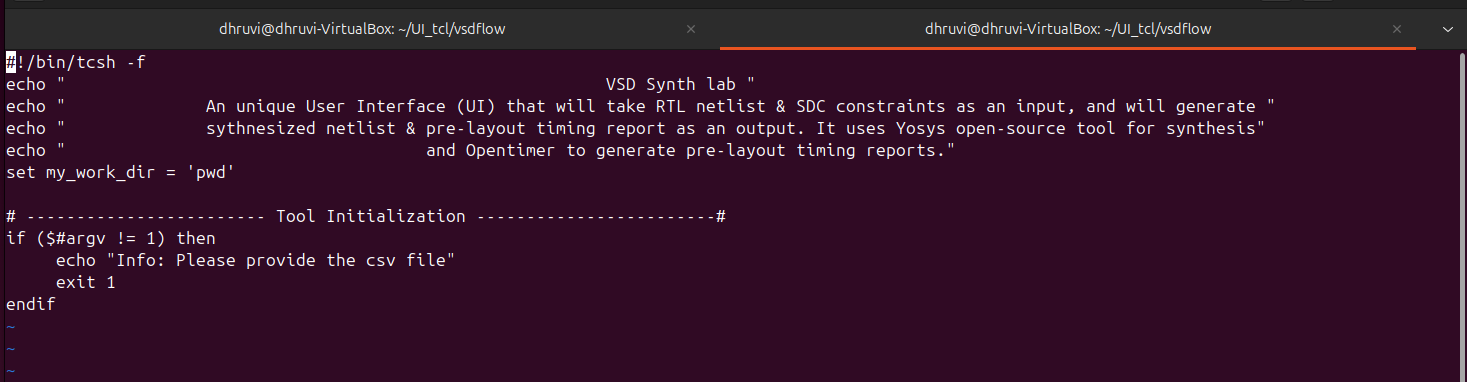 dhruvi@dhruvi-VirtualBox: ~/UI_tcl/vsdflow
dhruvi@dhruvi-VirtualBox: ~/UI_tcl/vsdflow
#!/bin/tcsh -f
echo "                                                      VSD Synth lab "
echo "              An unique User Interface (UI) that will take RTL netlist & SDC constraints as an input, and will generate "
echo "              sythnesized netlist & pre-layout timing report as an output. It uses Yosys open-source tool for synthesis"
echo "                                    and Opentimer to generate pre-layout timing reports."
set my_work_dir = 'pwd'
# ------------------------ Tool Initialization ------------------------#
if ($#argv != 1) then
     echo "Info: Please provide the csv file"
     exit 1
endif
~
~
~